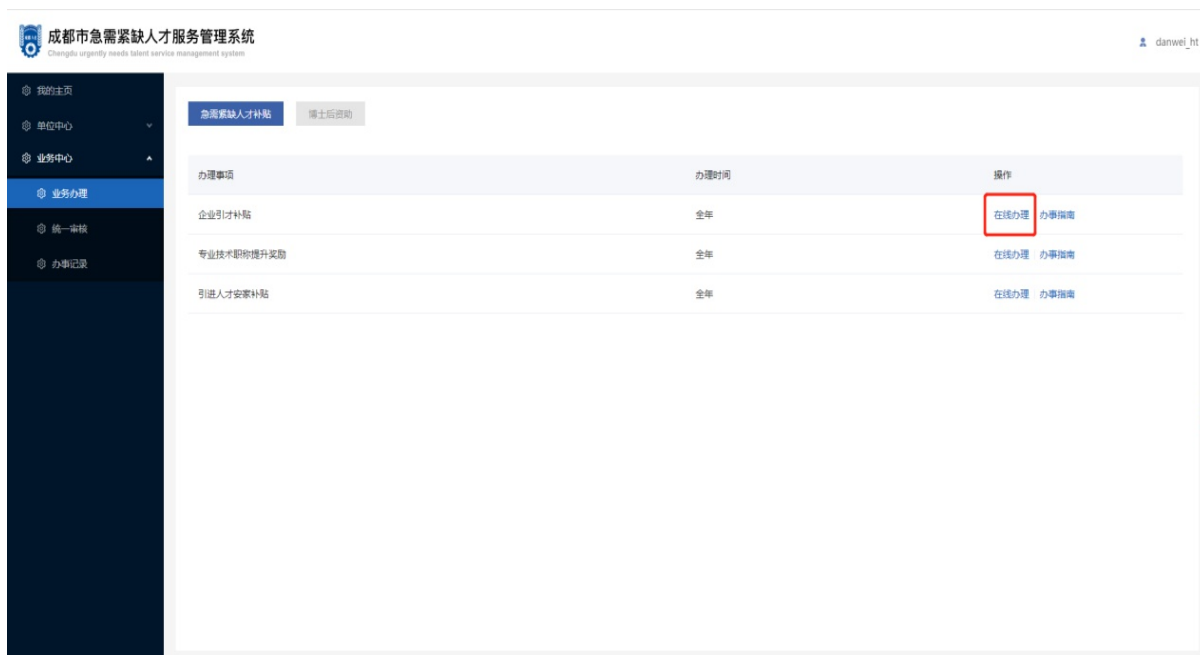 成都市急需紧缺人才服务管理系统
Chengdu urgently needs talent service management system
danwei_ht
我的主页
单位中心
业务中心
业务办理
统一审核
办事记录
急需紧缺人才补贴 博士后资助
办理事项 办理时间 操作
企业引才补贴 全年 在线办理 办事指南
专业技术职称提升奖励 全年 在线办理 办事指南
引进人才安家补贴 全年 在线办理 办事指南